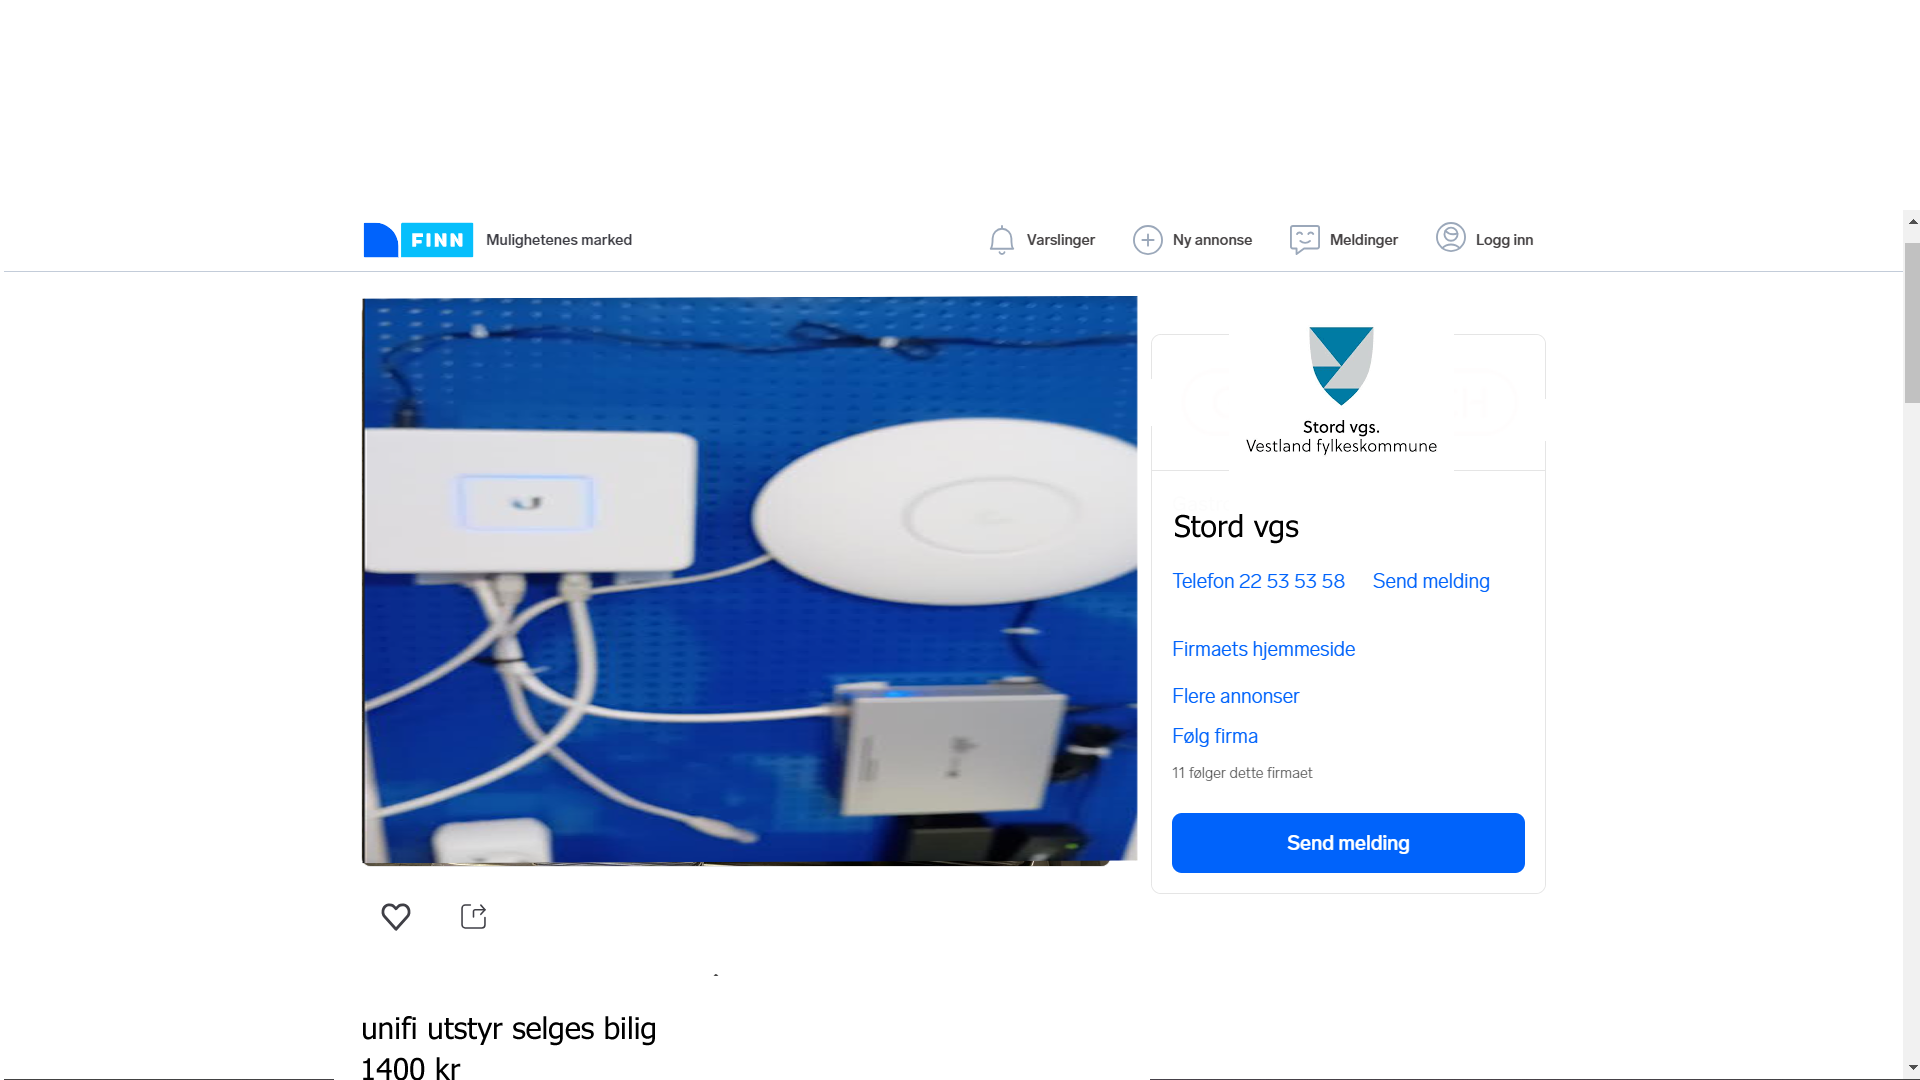 FINN Mulighetenes marked Varslinger Ny annonse Meldinger Logg inn
Stord vgs.
Vestland fylkeskommune
Stord vgs
Telefon 22 53 53 58 Send melding
Firmaets hjemmeside
Flere annonser
Følg firma
11 følger dette firmaet
Send melding
unifi utstyr selges bilig
1400 kr